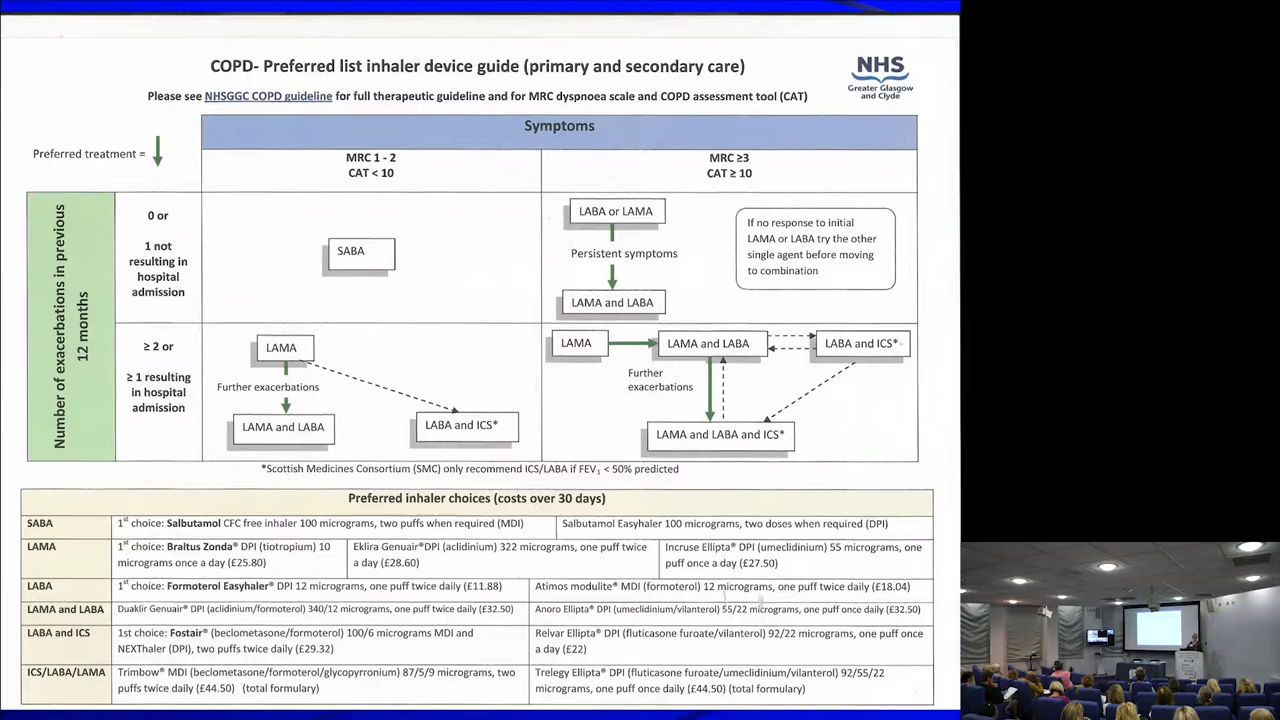 COPD- Preferred list inhaler device guide (primary and secondary care)
NHS
Greater Glasgow
and Clyde
Please see NHSGGC COPD guideline for full therapeutic guideline and for MRC dyspnoea scale and COPD assessment tool (CAT)
Preferred treatment =
Symptoms
MRC 1 - 2
CAT < 10
MRC ≥3
CAT ≥ 10
Number of exacerbations in previous
12 months
0 or
1 not
resulting in
hospital
admission
SABA
LABA or LAMA
Persistent symptoms
LAMA and LABA
If no response to initial
LAMA or LABA try the other
single agent before moving
to combination
≥ 2 or
≥ 1 resulting
in hospital
admission
LAMA
Further exacerbations
LAMA and LABA
LABA and ICS*
LAMA
LAMA and LABA
LABA and ICS*
Further
exacerbations
LAMA and LABA and ICS*
*Scottish Medicines Consortium (SMC) only recommend ICS/LABA if FEV1 < 50% predicted
Preferred inhaler choices (costs over 30 days)
SABA
1st choice: Salbutamol CFC free inhaler 100 micrograms, two puffs when required (MDI)
Salbutamol Easyhaler 100 micrograms, two doses when required (DPI)
LAMA
1st choice: Braltus Zonda® DPI (tiotropium) 10
micrograms, one puff once a day (£25.80)
Eklira Genuair®DPI (aclidinium) 322 micrograms, one puff twice
a day (£28.60)
Incruse Ellipta® DPI (umeclidinium) 55 micrograms, one
puff once a day (£27.50)
LABA
1st choice: Formoterol Easyhaler® DPI 12 micrograms, one puff twice daily (£11.88)
Atimos modulite® MDI (formoterol) 12 micrograms, one puff twice daily (£18.04)
LAMA and LABA
Duaklir Genuair® DPI (aclidinium/formoterol) 340/12 micrograms, one puff twice daily (£32.50)
Anoro Ellipta® DPI (umeclidinium/vilanterol) 55/22 micrograms, one puff once daily (£32.50)
LABA and ICS
1st choice: Fostair® (beclometasone/formoterol) 100/6 micrograms MDI and
NEXThaler (DPI), two puffs twice daily (£29.32)
Relvar Ellipta® DPI (fluticasone furoate/vilanterol) 92/22 micrograms, one puff once
a day (£22)
ICS/LABA/LAMA
Trimbow® MDI (beclometasone/formoterol/glycopyrronium) 87/5/9 micrograms, two
puffs twice daily (£44.50) (total formulary)
Trelegy Ellipta® DPI (fluticasone furoate/umeclidinium/vilanterol) 92/55/22
micrograms, one puff once daily (£44.50) (total formulary)